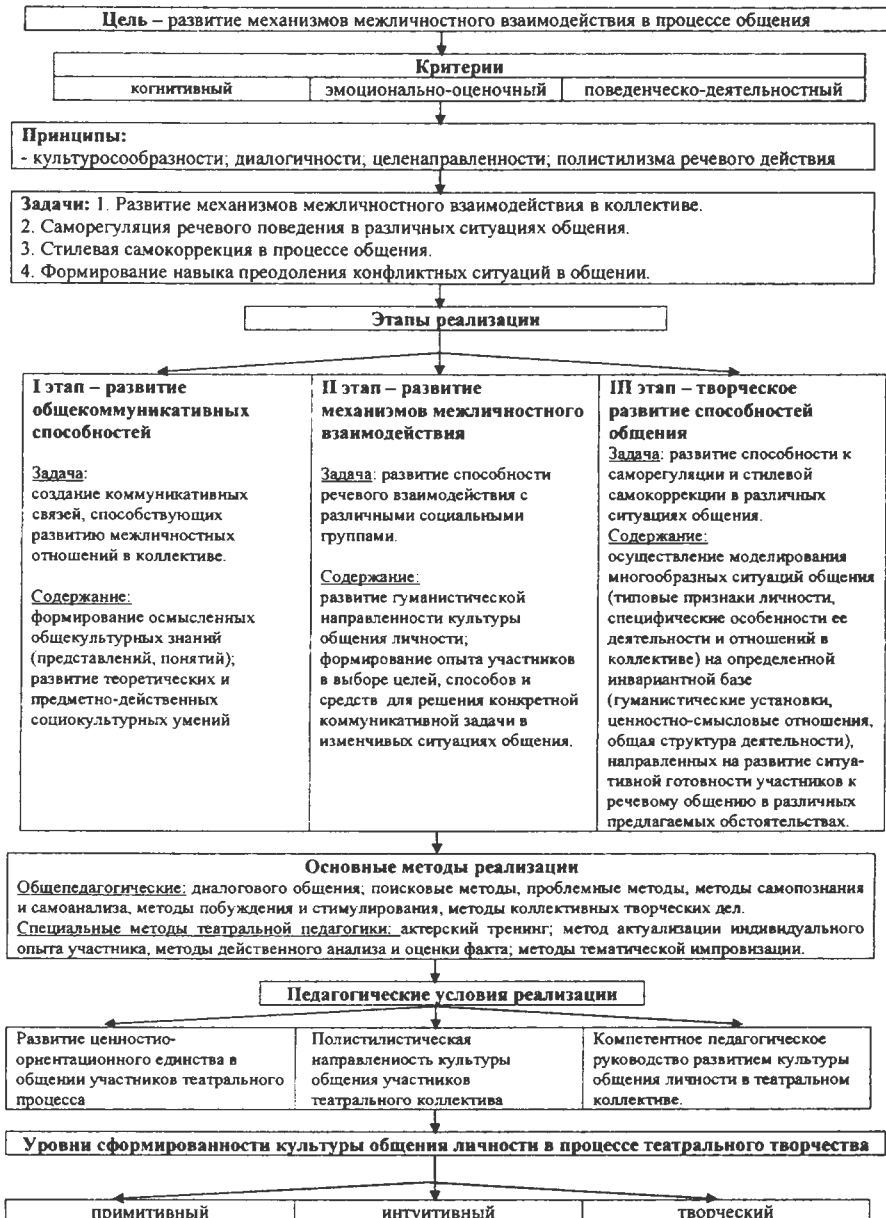 Цель – развитие механизмов межличностного взаимодействия в процессе общения
Критерии
когнитивный
эмоционально-оценочный
поведенческо-деятельностный
Принципы:
- культуросообразности; диалогичности; целенаправленности; полистилизма речевого действия
Задачи: 1. Развитие механизмов межличностного взаимодействия в коллективе.
2. Саморегуляция речевого поведения в различных ситуациях общения.
3. Стилевая самокоррекция в процессе общения.
4. Формирование навыка преодоления конфликтных ситуаций в общении.
Этапы реализации
I этап – развитие
общекоммуникативных
способностей
Задача:
создание коммуникативных
связей, способствующих
развитию межличностных
отношений в коллективе.
Содержание:
формирование осмысленных
общекультурных знаний
(представлений, понятий);
развитие теоретических и
предметно-действенных
социокультурных умений
II этап – развитие
механизмов межличностного
взаимодействия
Задача: развитие способности
речевого взаимодействия с
различными социальными
группами.
Содержание:
развитие гуманистической
направленности культуры
общения личности;
формирование опыта участников
в выборе целей, способов и
средств для решения конкретной
коммуникативной задачи в
изменчивых ситуациях общения.
III этап – творческое
развитие способностей
общения
Задача: развитие способности к
саморегуляции и стилевой
самокоррекции в различных
ситуациях общения.
Содержание:
осуществление моделирования
многообразных ситуаций общения
(типовые признаки личности,
специфические особенности ее
деятельности и отношений в
коллективе) на определенной
инвариантной базе
(гуманистические установки,
ценностно-смысловые отношения,
общая структура деятельности),
направленных на развитие ситуа-
тивной готовности участников к
речевому общению в различных
предлагаемых обстоятельствах.
Основные методы реализации
Общепедагогические: диалогового общения; поисковые методы, проблемные методы, методы самопознания
и самоанализа, методы побуждения и стимулирования, методы коллективных творческих дел.
Специальные методы театральной педагогики: актерский тренинг; метод актуализации индивидуального
опыта участника, методы действенного анализа и оценки факта; методы тематической импровизации.
Педагогические условия реализации
Развитие ценностно-
ориентационного единства в
общении участников театрального
процесса
Полистилистическая
направленность культуры
общения участников
театрального коллектива
Компетентное педагогическое
руководство развитием культуры
общения личности в театральном
коллективе.
Уровни сформированности культуры общения личности в процессе театрального творчества
примитивный
интуитивный
творческий